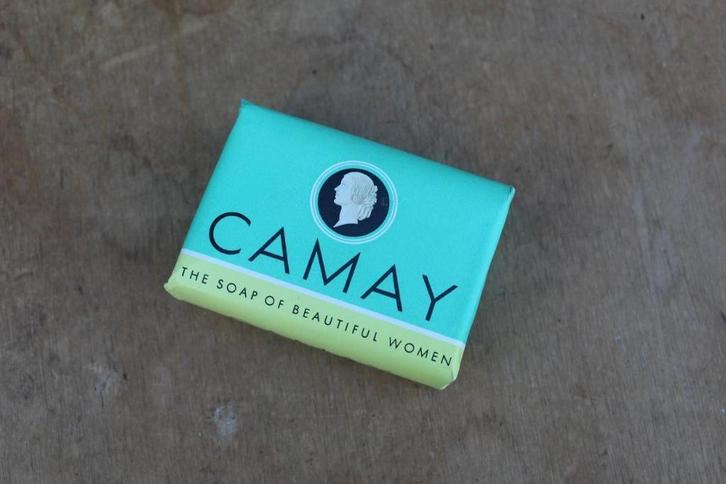 CAMAY
THE SOAP OF BEAUTIFUL WOMEN